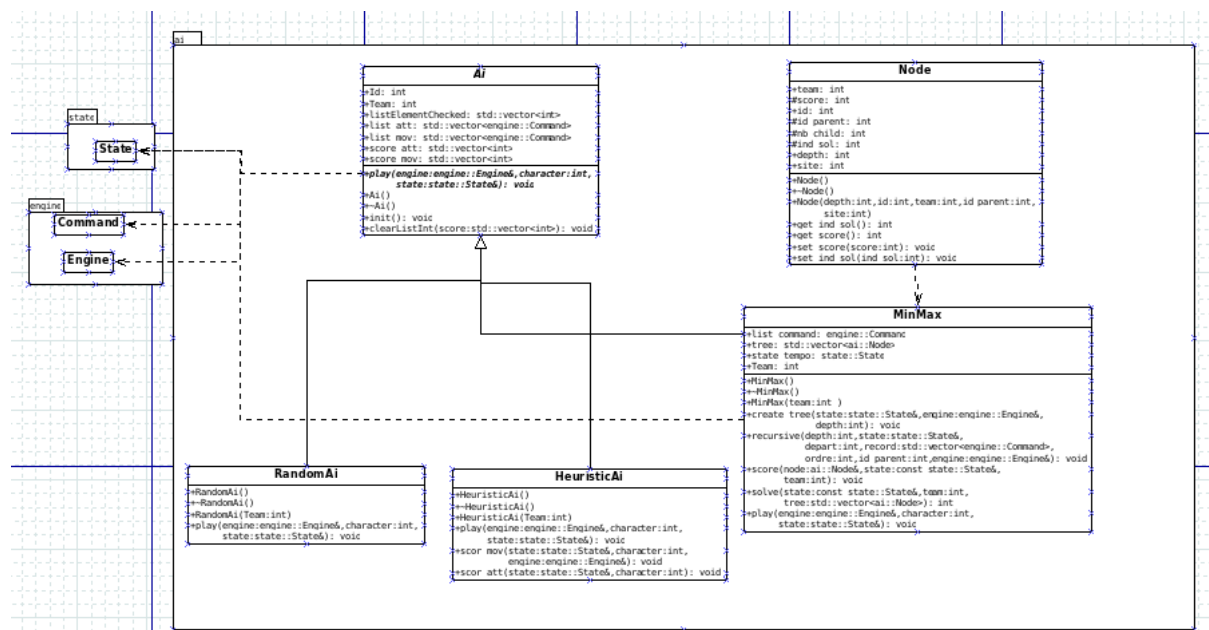 ai
state
State
engine
Command
Engine
Ai
+Id: int
+Team: int
+listElementChecked: std::vector<int>
+list att: std::vector<engine::Command>
+list mov: std::vector<engine::Command>
+score att: std::vector<int>
+score mov: std::vector<int>
+play(engine:engine::Engine&,character:int,
state:state::State&): void
+Ai()
+~Ai()
+init(): void
+clearListInt(score:std::vector<int>): void
Node
+team: int
#score: int
+id: int
#id parent: int
#nb child: int
#ind sol: int
+depth: int
+site: int
+Node()
+~Node()
+Node(depth:int,id:int,team:int,id parent:int,
site:int)
+get ind sol(): int
+get score(): int
+set score(score:int): void
+set ind sol(ind sol:int): void
MinMax
+list command: engine::Command
+tree: std::vector<ai::Node>
+state tempo: state::State
+Team: int
+MinMax()
+~MinMax()
+MinMax(team:int )
+create tree(state:state::State&,engine:engine::Engine&,
depth:int): void
+recursive(depth:int,state:state::State&,
depart:int,record:std::vector<engine::Command>,
ordre:int,id parent:int,engine:engine::Engine&): void
+score(node:ai::Node&,state:const state::State&,
team:int): void
+solve(state:const state::State&,team:int,
tree:std::vector<ai::Node>): int
+play(engine:engine::Engine&,character:int,
state:state::State&): void
RandomAi
+RandomAi()
+~RandomAi()
+RandomAi(Team:int)
+play(engine:engine::Engine&,character:int,
state:state::State&): void
HeuristicAi
+HeuristicAi()
+~HeuristicAi()
+HeuristicAi(Team:int)
+play(engine:engine::Engine&,character:int,
state:state::State&): void
+scor mov(state:state::State&,character:int,
engine:engine::Engine&): void
+scor att(state:state::State&,character:int): void